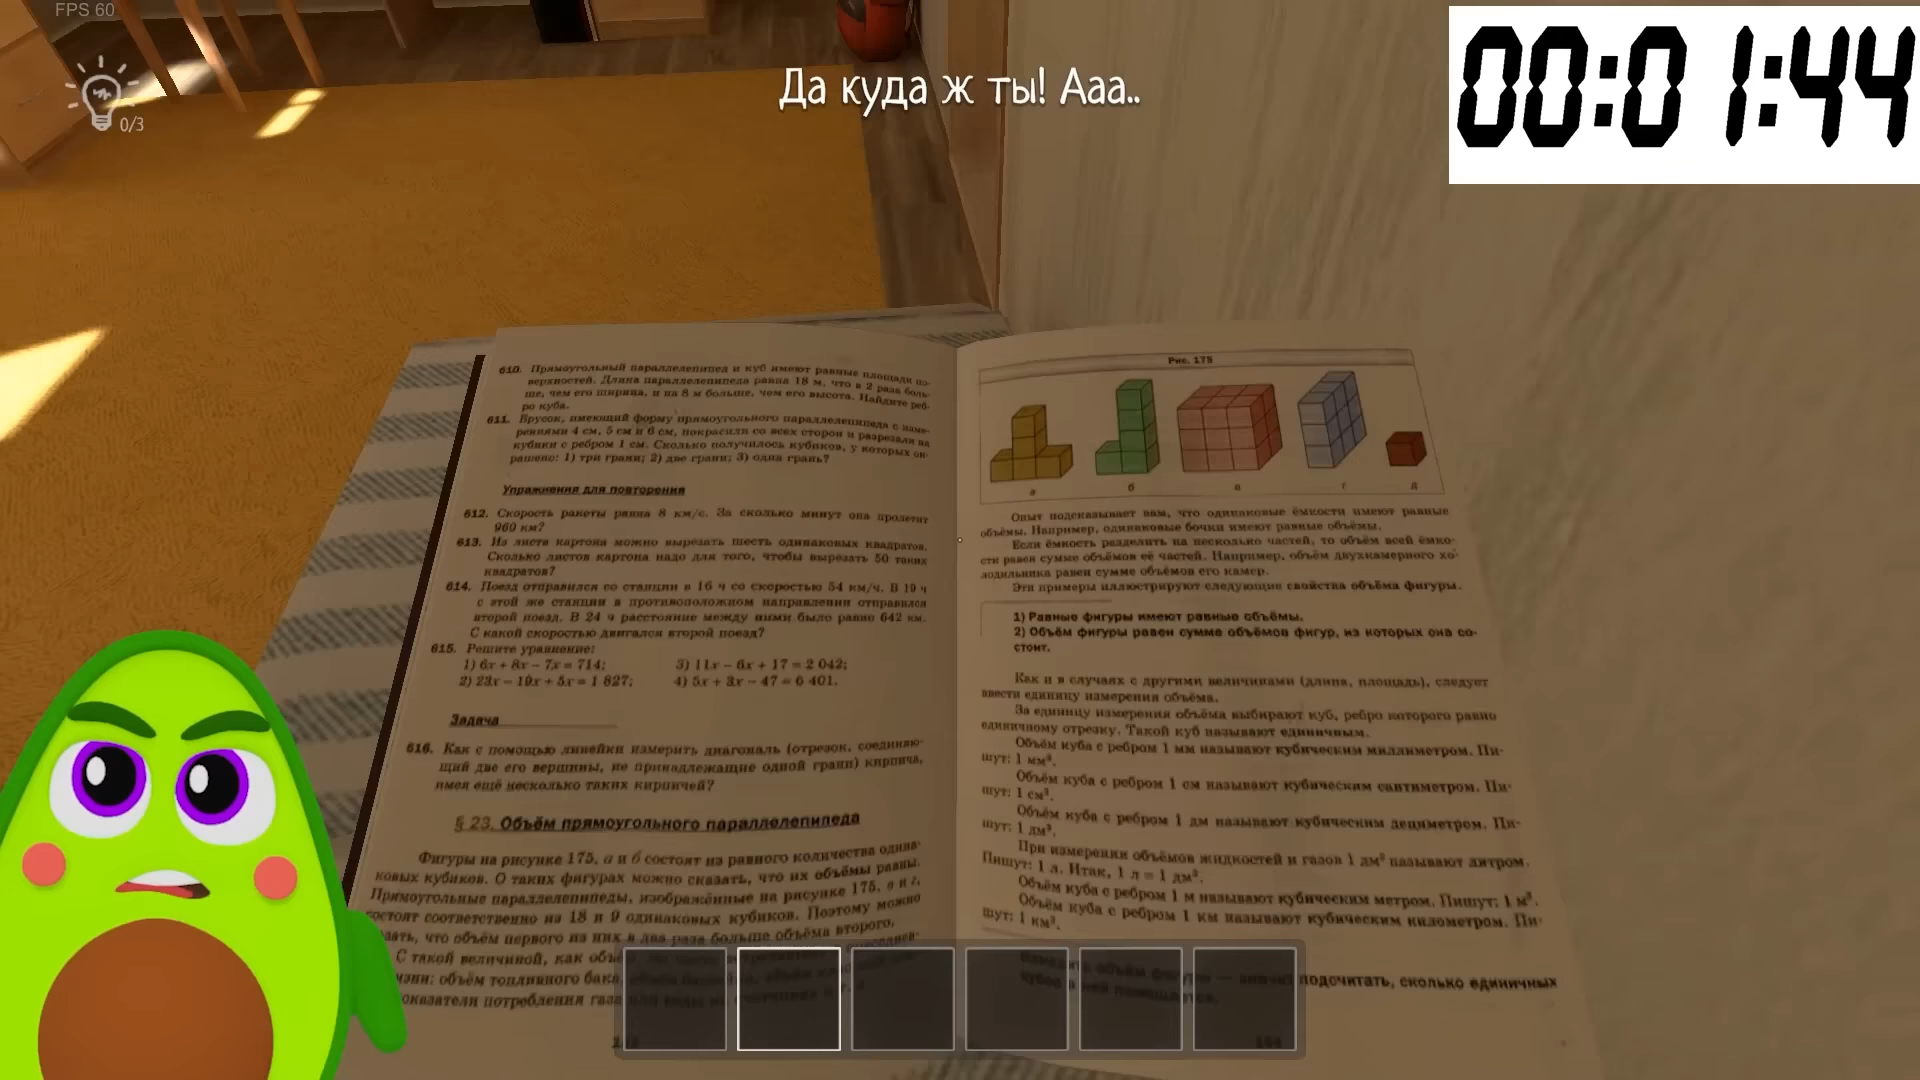 FPS 60
Да куда ж ты! Ааа..
00:01:44
0/3
610. Прямоугольный параллелепипед и куб имеют равные площади по-
верхностей. Длина параллелепипеда равна 18 м, что в 2 раза боль-
ше, чем его ширина, и на 8 м больше, чем его высота. Найдите реб-
ро куба.
611. Брусок, имеющий форму прямоугольного параллелепипеда с изме-
рениями 4 см, 5 см и 6 см, покрасили со всех сторон и разрезали на
кубики с ребром 1 см. Сколько получилось кубиков, у которых ок-
рашено: 1) три грани; 2) две грани; 3) одна грань?
Упражнения для повторения
612. Скорость ракеты равна 8 км/с. За сколько минут она пролетит
960 км?
613. Из листа картона можно вырезать шесть одинаковых квадратов.
Сколько листов картона надо для того, чтобы вырезать 50 таких
квадратов?
614. Поезд отправился со станции в 16 ч со скоростью 54 км/ч. В 19 ч
с этой же станции в противоположном направлении отправился
второй поезд. В 24 ч расстояние между ними было равно 642 км.
С какой скоростью двигался второй поезд?
615. Решите уравнение:
1) 6x + 8x − 7x = 714; 3) 11x − 6x + 17 = 2 042;
2) 23x − 19x + 5x = 1 827; 4) 5x + 3x − 47 = 6 401.
Задача
616. Как с помощью линейки измерить диагональ (отрезок, соединяю-
щий две его вершины, не принадлежащие одной грани) кирпича,
имея ещё несколько таких кирпичей?
§ 23. Объём прямоугольного параллелепипеда
Фигуры на рисунке 175, а и б состоят из равного количества одина-
ковых кубиков. О таких фигурах можно сказать, что их объёмы равны.
Прямоугольные параллелепипеды, изображённые на рисунке 175, в и г,
состоят соответственно из 18 и 9 одинаковых кубиков. Поэтому можно
зать, что объём первого из них в два раза больше объёма второго.
С такой величиной, как объ
зни: объём топливного бака
оказатели потребления газа
Рис. 175
а б в г д
Опыт подсказывает вам, что одинаковые ёмкости имеют равные
объёмы. Например, одинаковые бочки имеют равные объёмы.
Если ёмкость разделить на несколько частей, то объём всей ёмко-
сти равен сумме объёмов её частей. Например, объём двухкамерного хо-
лодильника равен сумме объёмов его камер.
Эти примеры иллюстрируют следующие свойства объёма фигуры.
1) Равные фигуры имеют равные объёмы.
2) Объём фигуры равен сумме объёмов фигур, из которых она со-
стоит.
Как и в случаях с другими величинами (длина, площадь), следует
ввести единицу измерения объёма.
За единицу измерения объёма выбирают куб, ребро которого равно
единичному отрезку. Такой куб называют единичным.
Объём куба с ребром 1 мм называют кубическим миллиметром. Пи-
шут: 1 мм³.
Объём куба с ребром 1 см называют кубическим сантиметром. Пи-
шут: 1 см³.
Объём куба с ребром 1 дм называют кубическим дециметром. Пи-
шут: 1 дм³.
При измерении объёмов жидкостей и газов 1 дм³ называют литром.
Пишут: 1 л. Итак, 1 л = 1 дм³.
Объём куба с ребром 1 м называют кубическим метром. Пишут: 1 м³.
Объём куба с ребром 1 км называют кубическим километром. Пи-
шут: 1 км³.
объём фигуры — значит подсчитать, сколько единичных